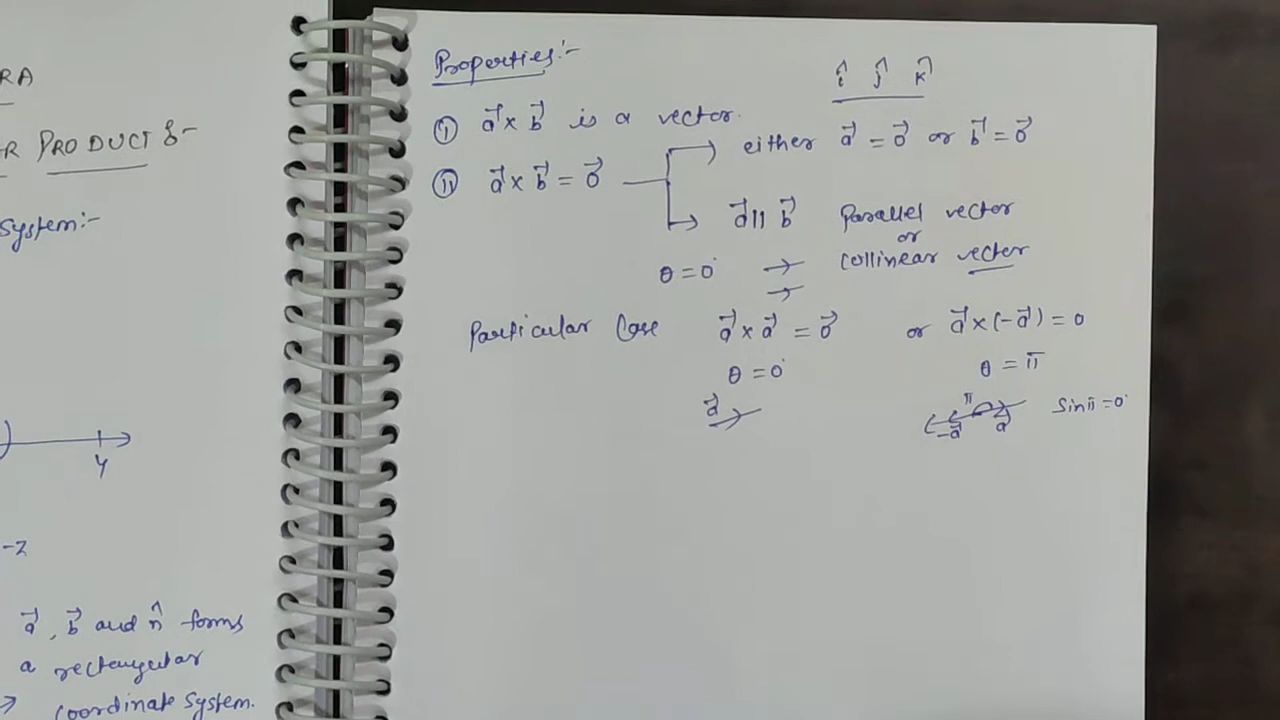 RA
R PRODUCT :-
System:-
y
-z
a⃗, b⃗ and n̂ forms
a rectangular
→ coordinate system.
Properties:-
î ĵ k̂
Ⓘ a⃗ × b⃗ is a vector.
Ⓘⓘ a⃗ × b⃗ = 0⃗ → either a⃗ = 0⃗ or b⃗ = 0⃗
→ a⃗ || b⃗ Parallel vector
or
θ = 0° collinear vector
Particular Case a⃗ × a⃗ = 0⃗ or a⃗ × (-a⃗) = 0
θ = 0° θ = π
a⃗ -a⃗ π a⃗ sin π = 0